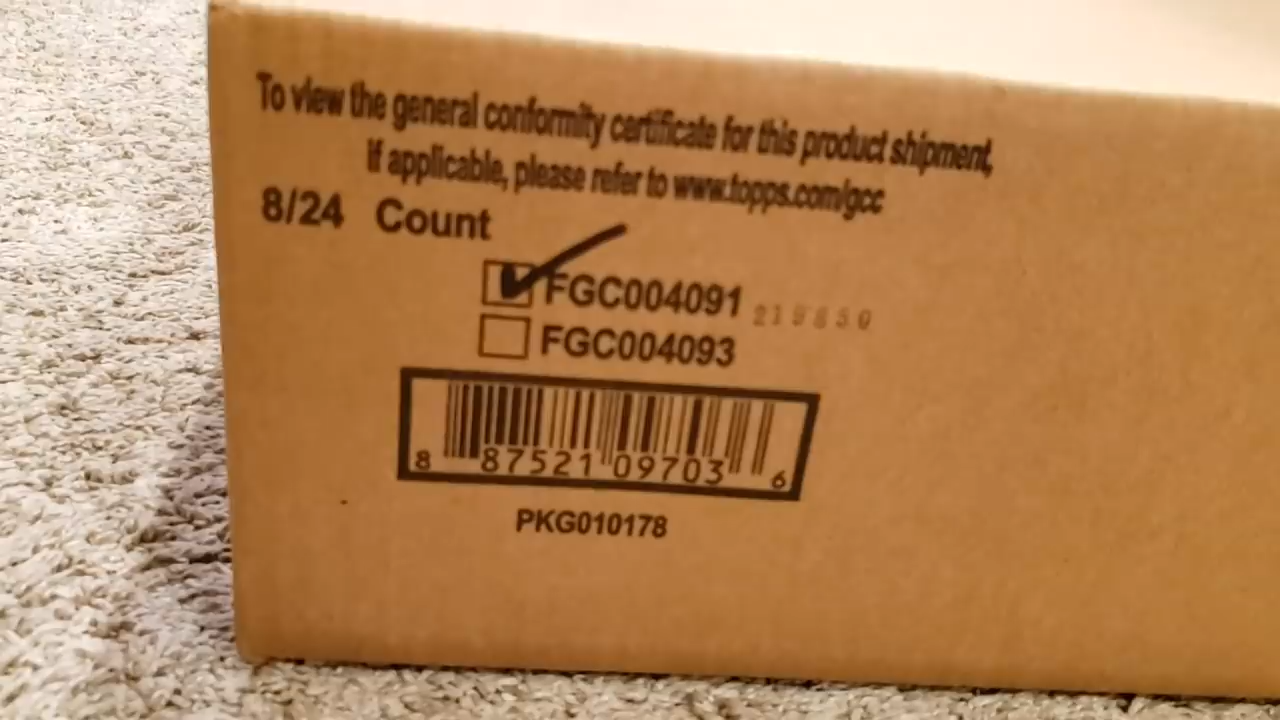 To view the general conformity certificate for this product shipment,
If applicable, please refer to www.topps.com/gcc
8/24 Count
FGC004091
FGC004093
8 87521 09703 6
PKG010178